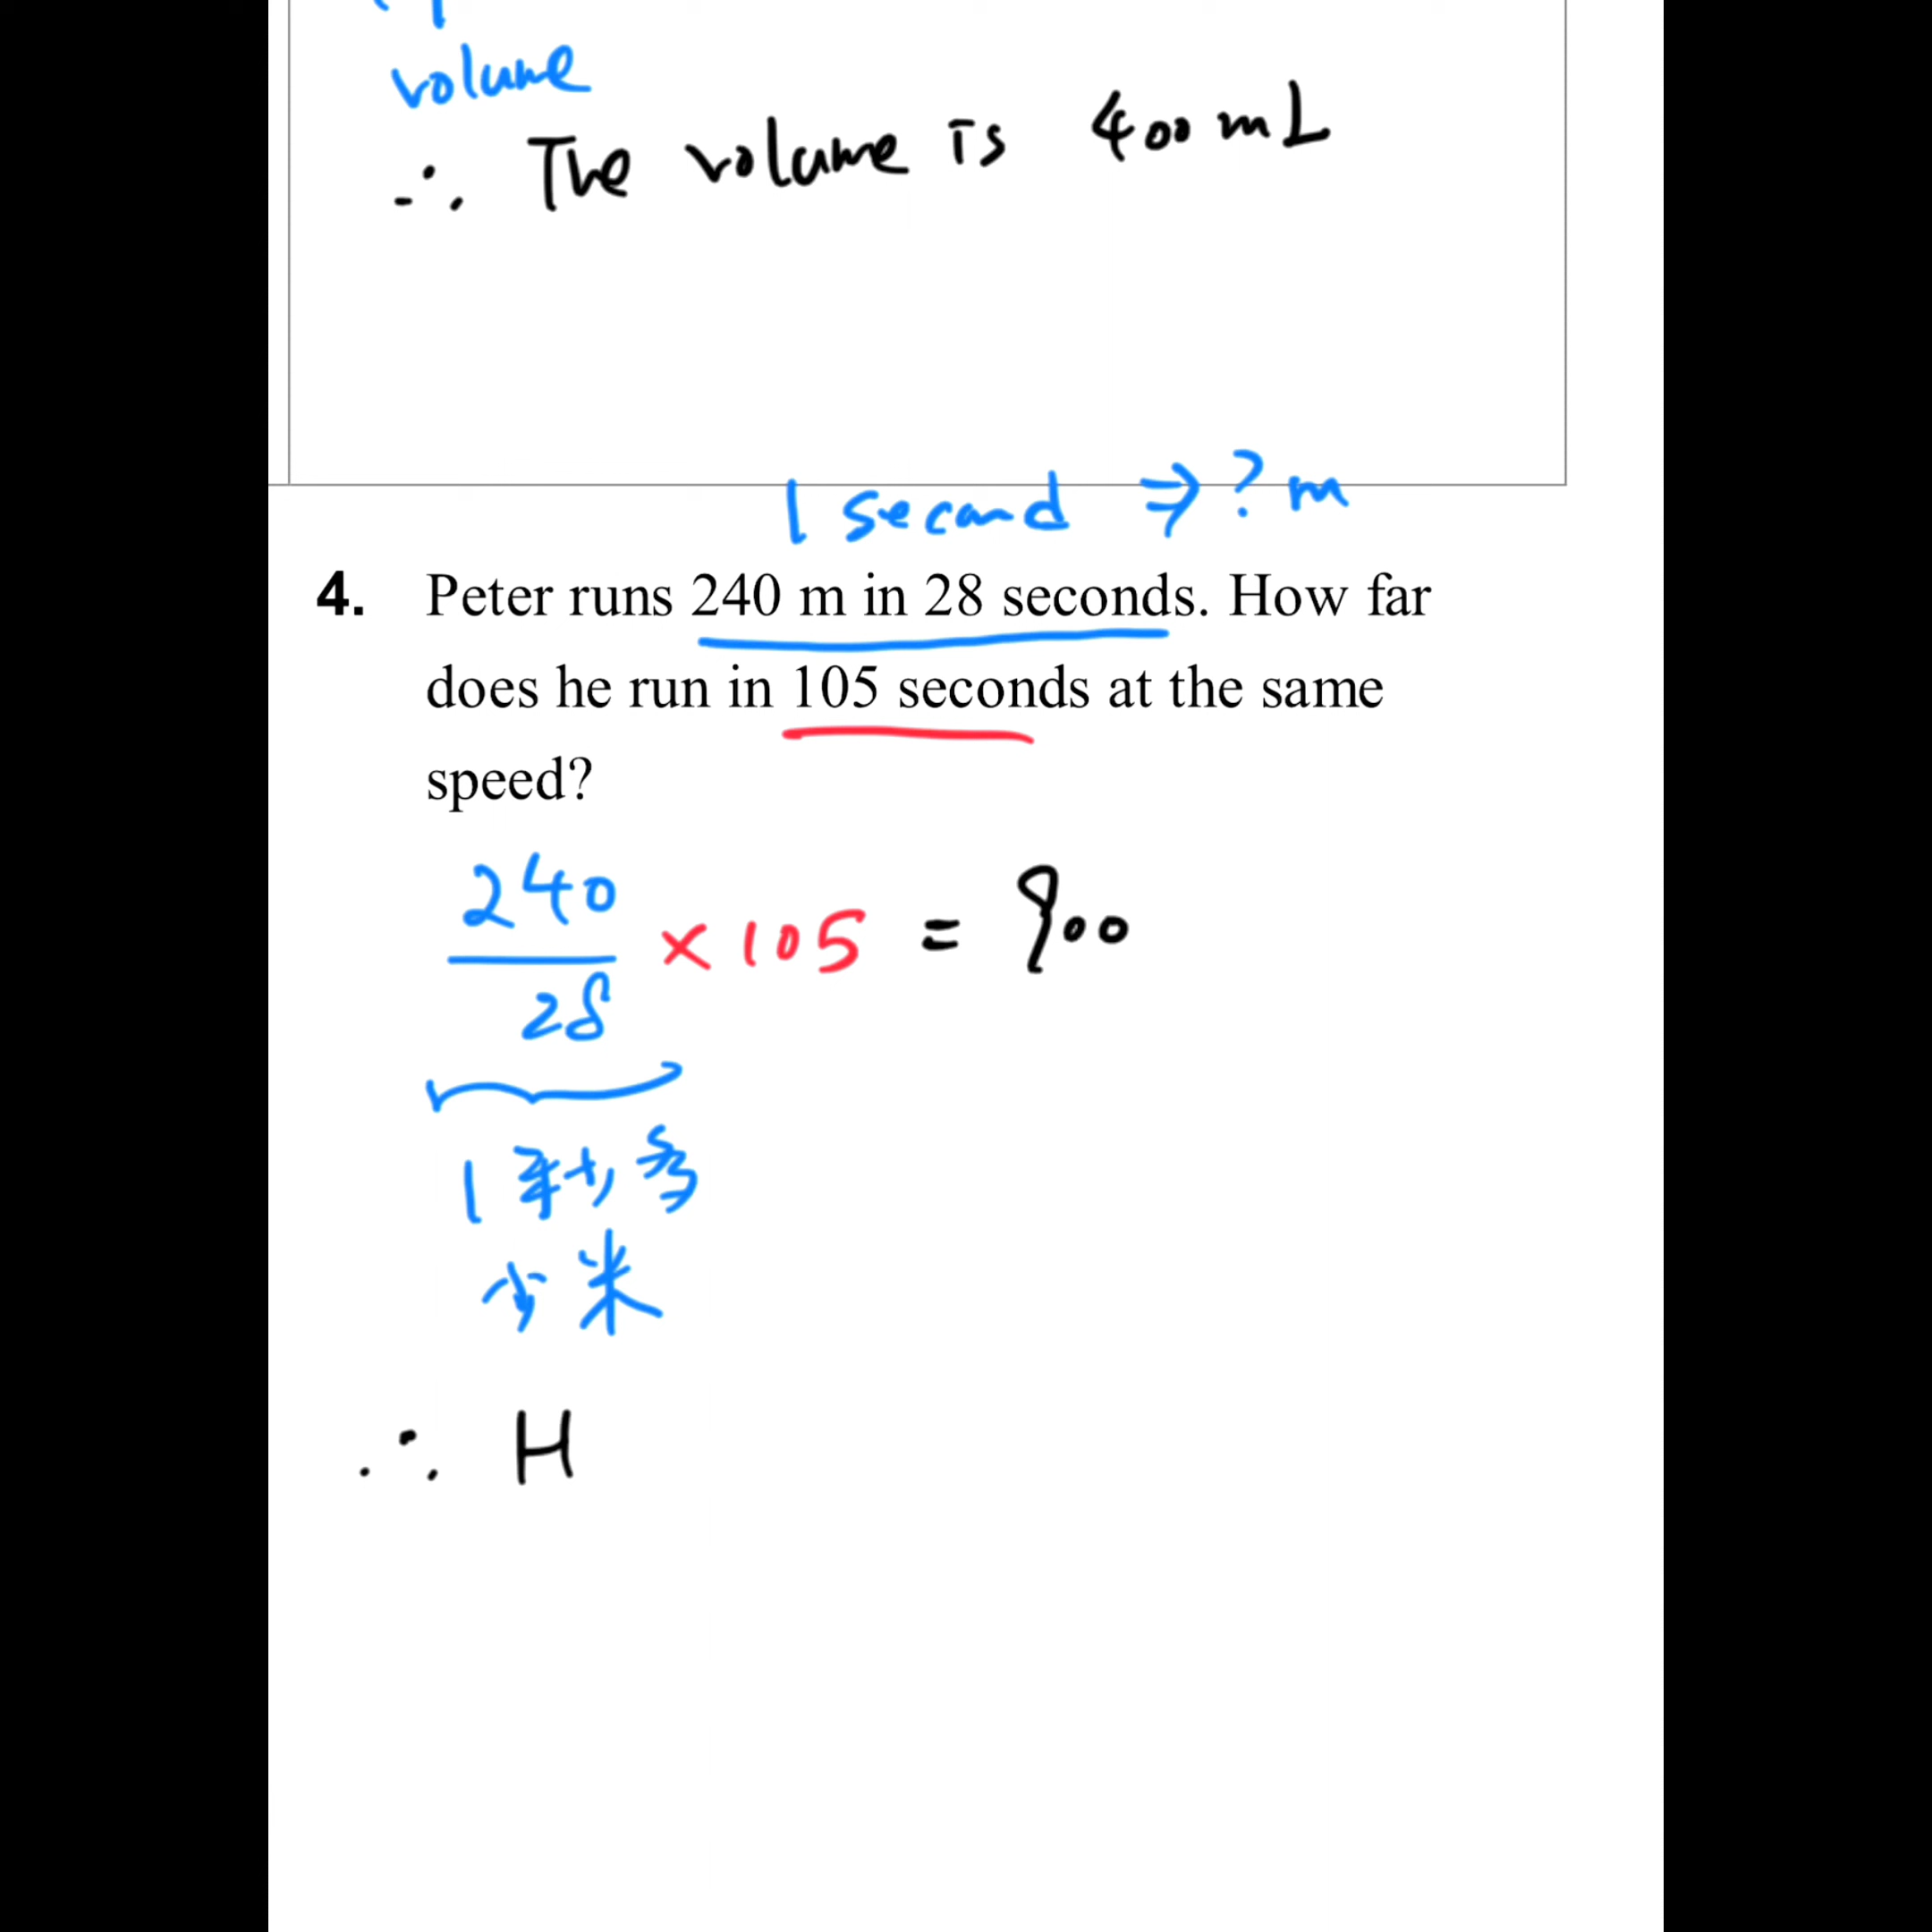 volume
∴ The volume is 400 mL
1 second ⇒ ? m
4. Peter runs 240 m in 28 seconds. How far
does he run in 105 seconds at the same
speed?
240
28
× 105 = 900
1秒多
少米
∴ H